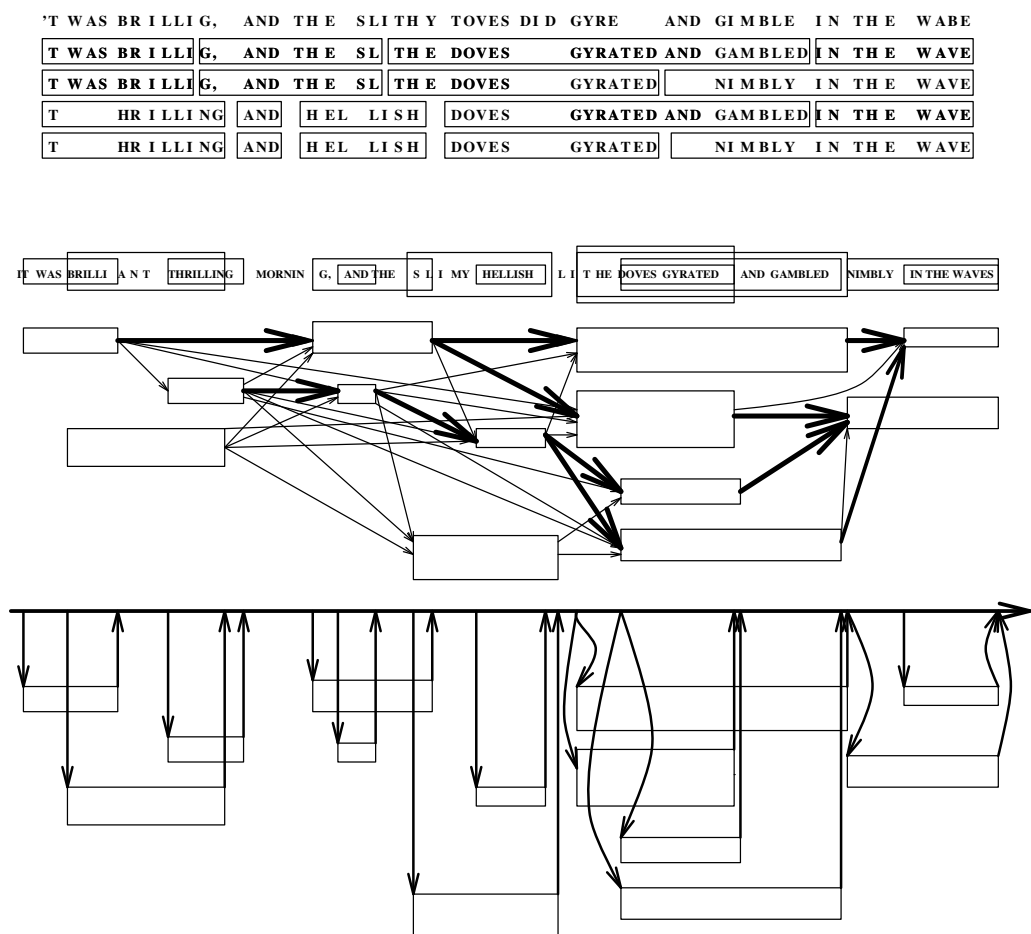 'T WAS BRILLIG, AND THE SLITHY TOVES DID GYRE AND GIMBLE IN THE WABE
T WAS BRILLIG, AND THE SL THE DOVES GYRATED AND GAMBLED IN THE WAVE
T WAS BRILLIG, AND THE SL THE DOVES GYRATED NIMBLY IN THE WAVE
T HRILLING AND HEL LISH DOVES GYRATED AND GAMBLED IN THE WAVE
T HRILLING AND HEL LISH DOVES GYRATED NIMBLY IN THE WAVE
IT WAS BRILLI ANT THRILLING MORNIN G, AND THE SLI MY HELLISH LIT HE DOVES GYRATED AND GAMBLED NIMBLY IN THE WAVES